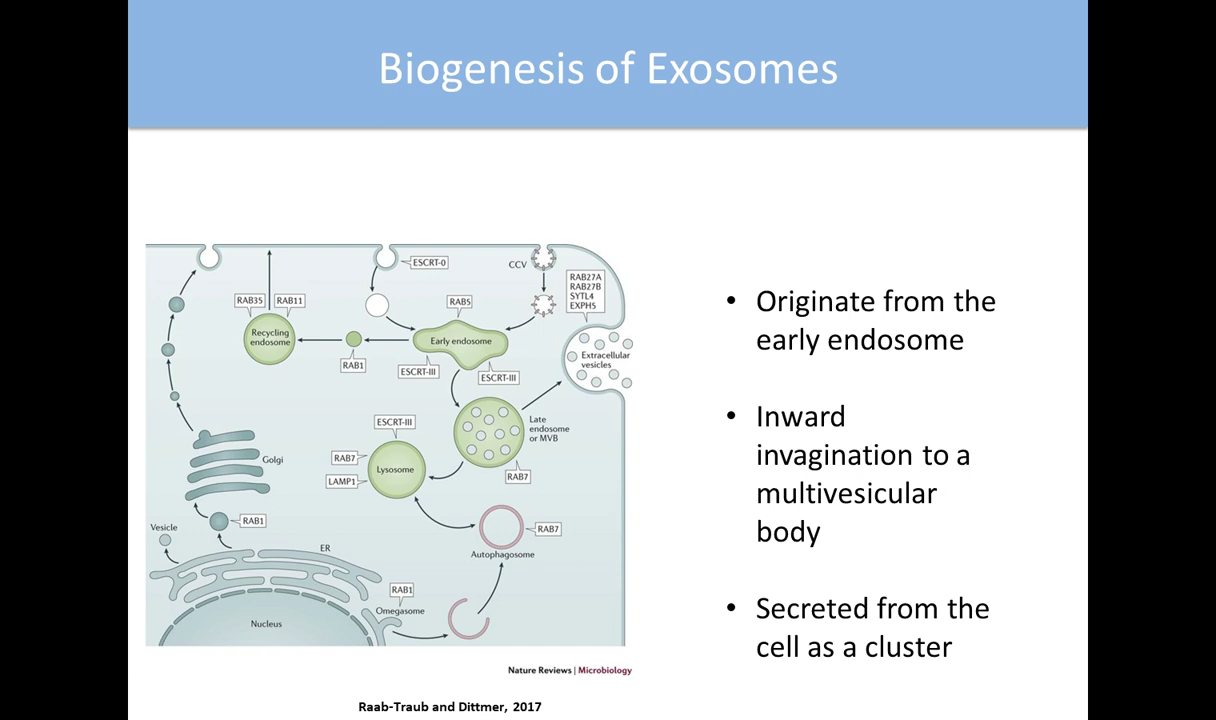 Biogenesis of Exosomes
ESCRT-0
CCV
RAB27A
RAB27B
SYTL4
EXPH5
RAB35
RAB11
RAB5
Recycling
endosome
Early endosome
RAB1
ESCRT-III
ESCRT-III
Extracellular
vesicles
ESCRT-III
Late
endosome
or MVB
Golgi
RAB7
Lysosome
LAMP1
RAB7
RAB1
Vesicle
RAB7
ER
Autophagosome
RAB1
Omegasome
Nucleus
Nature Reviews | Microbiology
Raab-Traub and Dittmer, 2017
• Originate from the
early endosome
• Inward
invagination to a
multivesicular
body
• Secreted from the
cell as a cluster